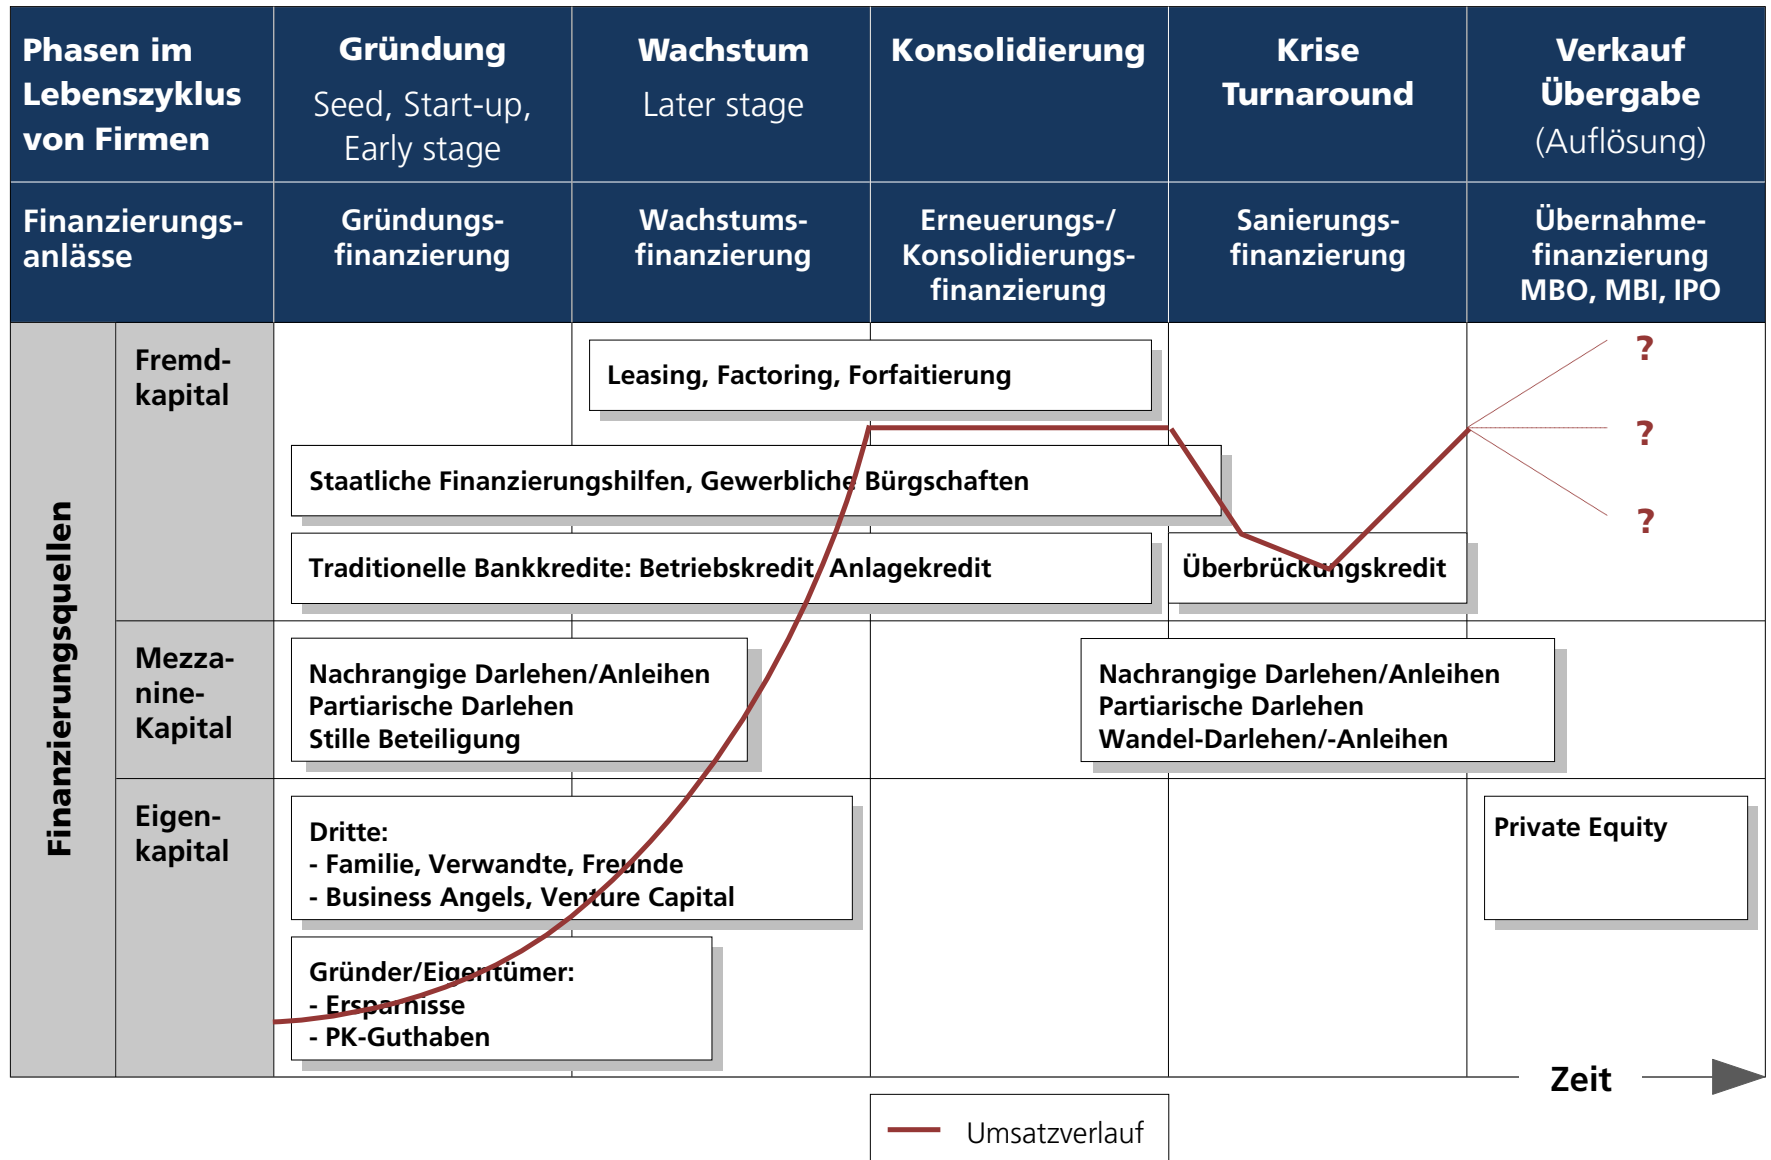 Phasen im
Lebenszyklus
von Firmen
Gründung
Seed, Start-up,
Early stage
Wachstum
Later stage
Konsolidierung
Krise
Turnaround
Verkauf
Übergabe
(Auflösung)
Finanzierungs-
anlässe
Gründungs-
finanzierung
Wachstums-
finanzierung
Erneuerungs-/
Konsolidierungs-
finanzierung
Sanierungs-
finanzierung
Übernahme-
finanzierung
MBO, MBI, IPO
Finanzierungsquellen
Fremd-
kapital
Leasing, Factoring, Forfaitierung
Staatliche Finanzierungshilfen, Gewerbliche Bürgschaften
Traditionelle Bankkredite: Betriebskredit, Anlagekredit
Überbrückungskredit
?
?
?
Mezza-
nine-
Kapital
Nachrangige Darlehen/Anleihen
Partiarische Darlehen
Stille Beteiligung
Nachrangige Darlehen/Anleihen
Partiarische Darlehen
Wandel-Darlehen/-Anleihen
Eigen-
kapital
Dritte:
- Familie, Verwandte, Freunde
- Business Angels, Venture Capital
Gründer/Eigentümer:
- Ersparnisse
- PK-Guthaben
Private Equity
Zeit
Umsatzverlauf